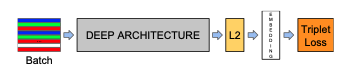 Batch
DEEP ARCHITECTURE
L2
EMBEDDING
Triplet
Loss